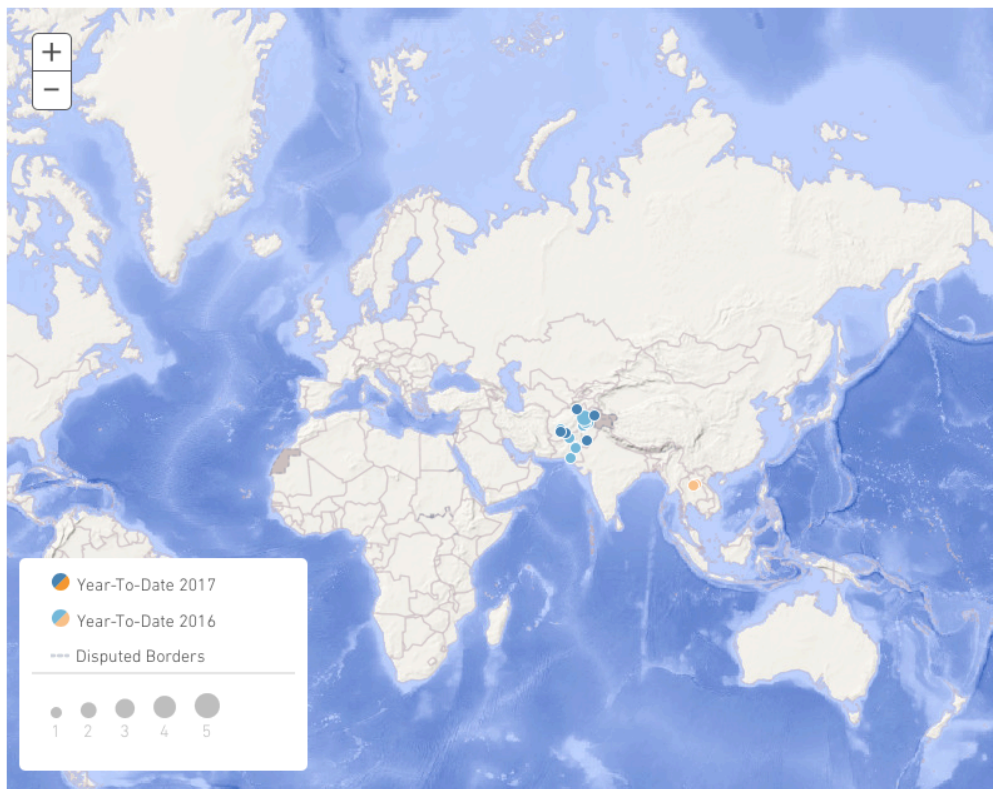 +
−
Year-To-Date 2017
Year-To-Date 2016
Disputed Borders
1 2 3 4 5